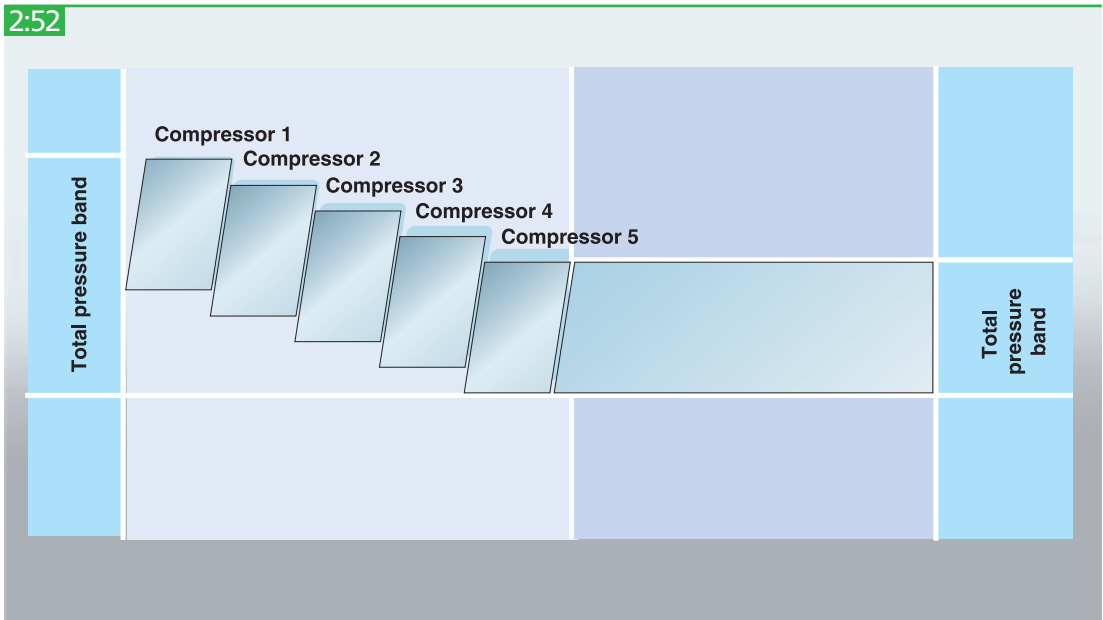 2:52
Compressor 1
Compressor 2
Compressor 3
Compressor 4
Compressor 5
Total pressure band
Total
pressure
band